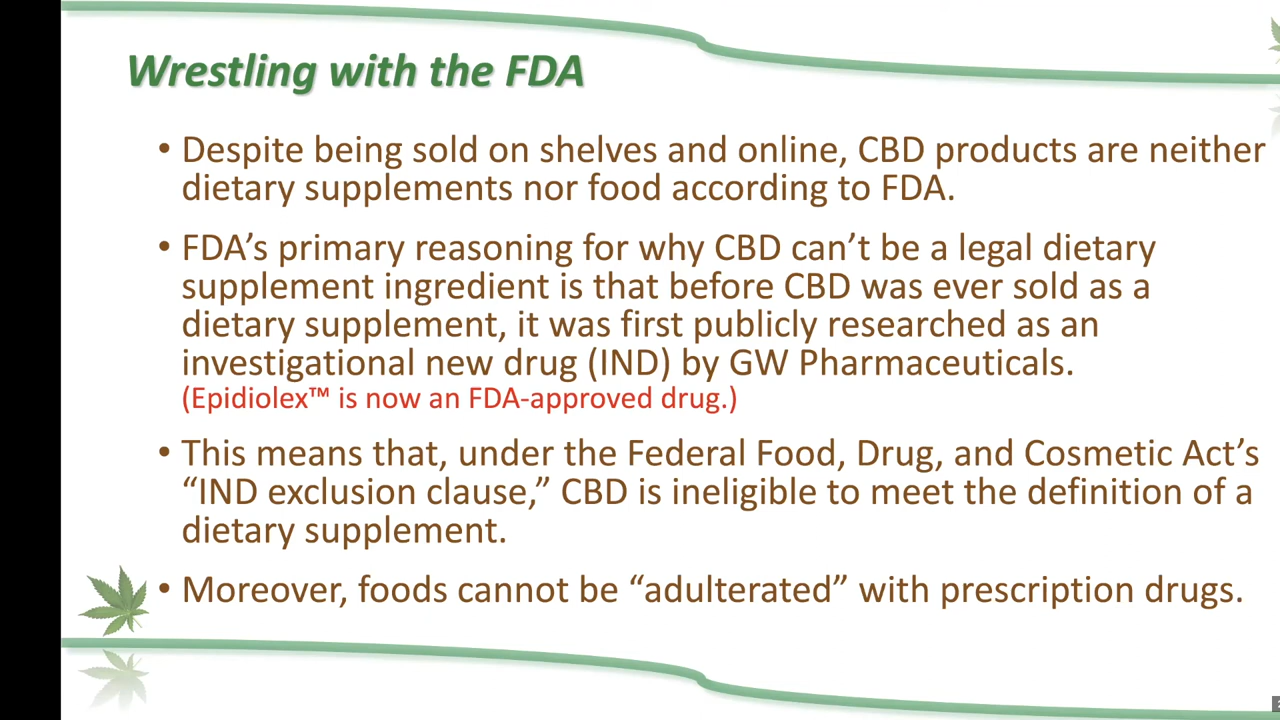 Wrestling with the FDA
• Despite being sold on shelves and online, CBD products are neither
dietary supplements nor food according to FDA.
• FDA’s primary reasoning for why CBD can’t be a legal dietary
supplement ingredient is that before CBD was ever sold as a
dietary supplement, it was first publicly researched as an
investigational new drug (IND) by GW Pharmaceuticals.
(Epidiolex™ is now an FDA-approved drug.)
• This means that, under the Federal Food, Drug, and Cosmetic Act’s
“IND exclusion clause,” CBD is ineligible to meet the definition of a
dietary supplement.
• Moreover, foods cannot be “adulterated” with prescription drugs.